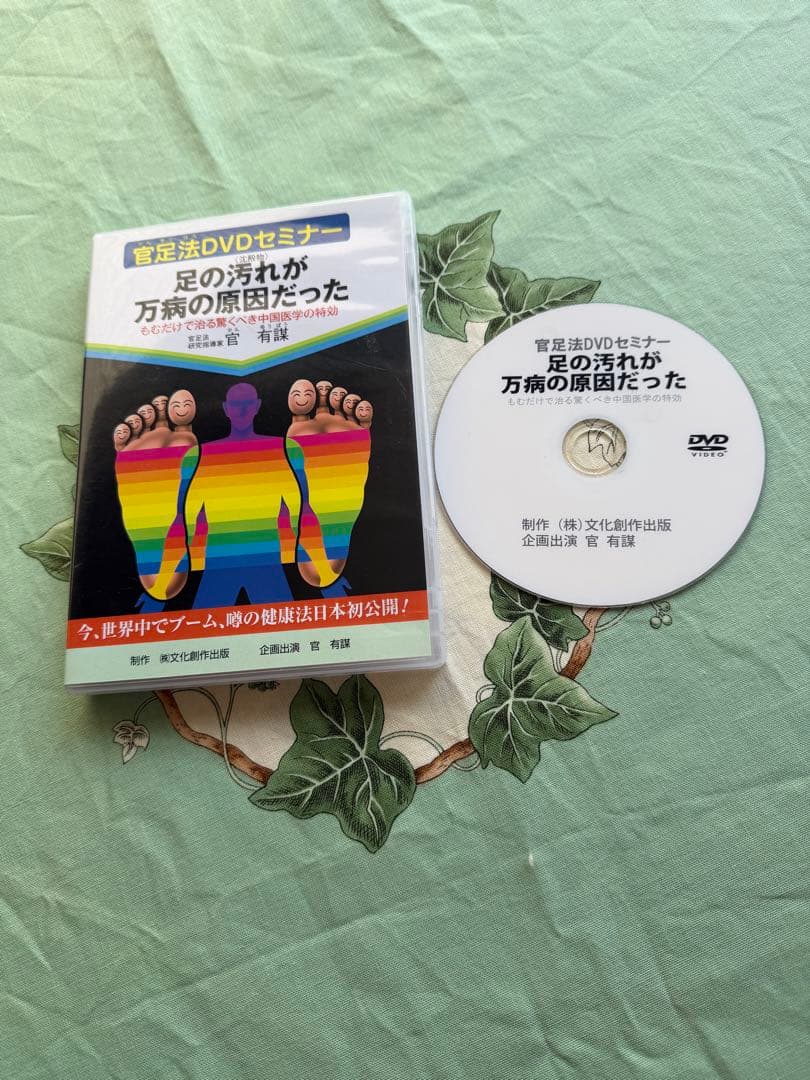 官足法DVDセミナー
(沈殿物)
足の汚れが
万病の原因だった
もむだけで治る驚くべき中国医学の特効
官足法
研究指導家 官 有謀
今、世界中でブーム、噂の健康法日本初公開!
制作 ㈱文化創作出版 企画出演 官 有謀
官足法DVDセミナー
足の汚れが
万病の原因だった
もむだけで治る驚くべき中国医学の特効
DVD
VIDEO
制作 (株)文化創作出版
企画出演 官 有謀